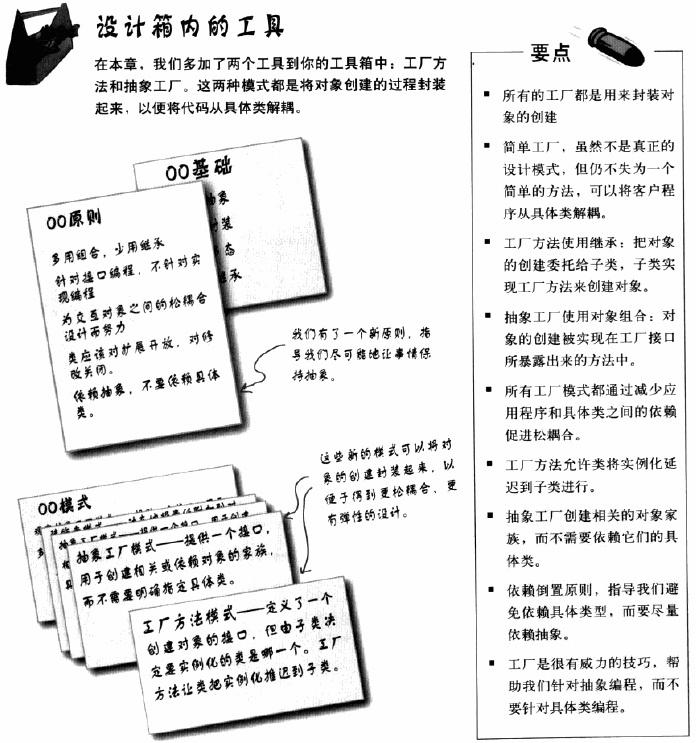 设计箱内的工具
在本章，我们多加了两个工具到你的工具箱中：工厂方
法和抽象工厂。这两种模式都是将对象创建的过程封装
起来，以便将代码从具体类解耦。
OO基础
抽象
封装
多态
继承
OO原则
多用组合，少用继承
针对接口编程，不针对实
现编程
为交互对象之间的松耦合
设计而努力
类应该对扩展开放，对修
改关闭。
依赖抽象，不要依赖具体
类。
我们有了一个新原则，指
导我们尽可能地让事情保
持抽象。
这些新的模式可以将对
象的创建封装起来，以
便于得到更松耦合、更
有弹性的设计。
OO模式
抽象工厂模式——提供一个接口，
用于创建相关或依赖对象的家族，
而不需要明确指定具体类。
工厂方法模式——定义了一个
创建对象的接口，但由子类决
定要实例化的类是哪一个。工厂
方法让类把实例化推迟到子类。
要点
■ 所有的工厂都是用来封装对
象的创建
■ 简单工厂，虽然不是真正的
设计模式，但仍不失为一个
简单的方法，可以将客户程
序从具体类解耦。
■ 工厂方法使用继承：把对象
的创建委托给子类，子类实
现工厂方法来创建对象。
■ 抽象工厂使用对象组合：对
象的创建被实现在工厂接口
所暴露出来的方法中。
■ 所有工厂模式都通过减少应
用程序和具体类之间的依赖
促进松耦合。
■ 工厂方法允许类将实例化延
迟到子类进行。
■ 抽象工厂创建相关的对象家
族，而不需要依赖它们的具
体类。
■ 依赖倒置原则，指导我们避
免依赖具体类型，而要尽量
依赖抽象。
■ 工厂是很有威力的技巧，帮
助我们针对抽象编程，而不
要针对具体类编程。